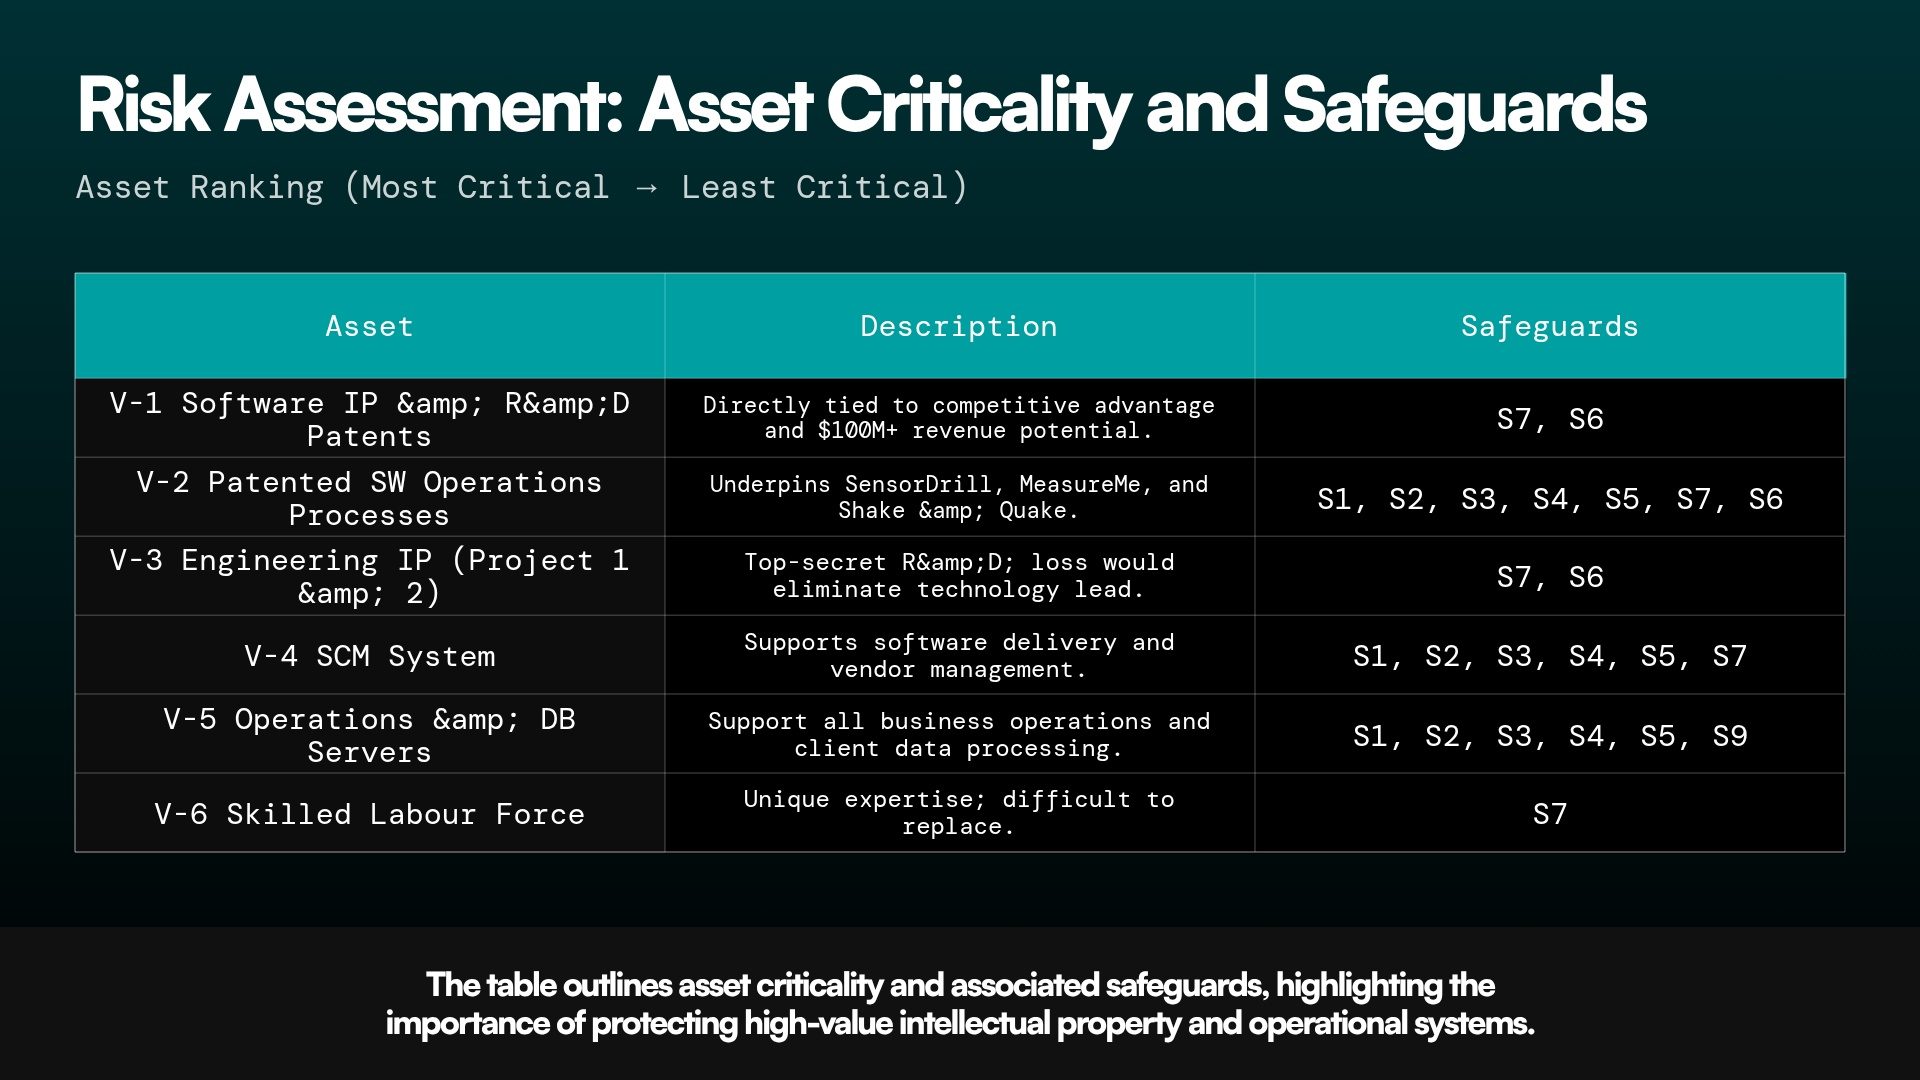 Risk Assessment: Asset Criticality and Safeguards
Asset Ranking (Most Critical → Least Critical)
Asset
Description
Safeguards
V-1 Software IP &amp; R&amp;D
Patents
Directly tied to competitive advantage
and $100M+ revenue potential.
S7, S6
V-2 Patented SW Operations
Processes
Underpins SensorDrill, MeasureMe, and
Shake &amp; Quake.
S1, S2, S3, S4, S5, S7, S6
V-3 Engineering IP (Project 1
&amp; 2)
Top-secret R&amp;D; loss would
eliminate technology lead.
S7, S6
V-4 SCM System
Supports software delivery and
vendor management.
S1, S2, S3, S4, S5, S7
V-5 Operations &amp; DB
Servers
Support all business operations and
client data processing.
S1, S2, S3, S4, S5, S9
V-6 Skilled Labour Force
Unique expertise; difficult to
replace.
S7
The table outlines asset criticality and associated safeguards, highlighting the
importance of protecting high-value intellectual property and operational systems.